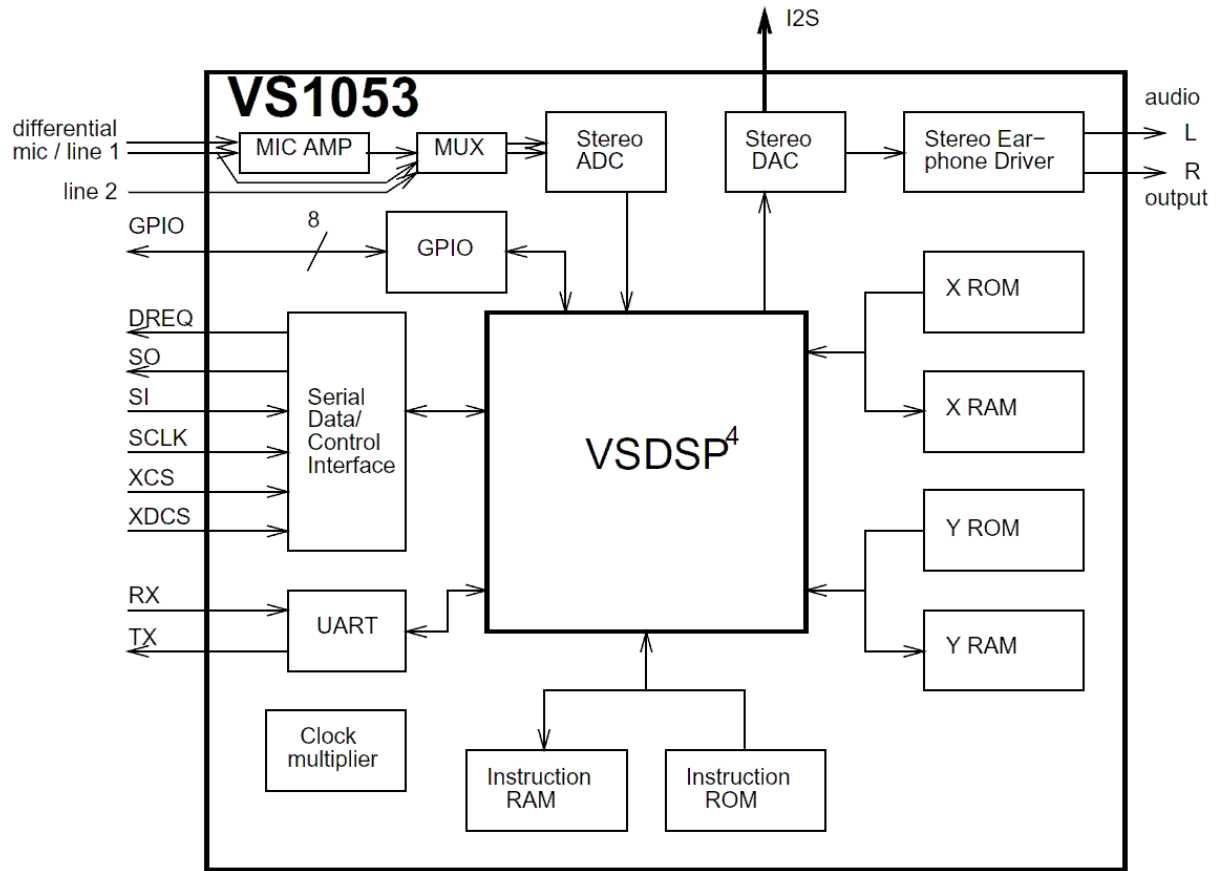 I2S
VS1053
audio
differential
mic / line 1
MIC AMP
MUX
Stereo
ADC
Stereo
DAC
Stereo Ear–
phone Driver
L
R
line 2
output
GPIO
8
GPIO
X ROM
DREQ
SO
SI
SCLK
XCS
XDCS
Serial
Data/
Control
Interface
X RAM
VSDSP4
Y ROM
RX
TX
UART
Y RAM
Clock
multiplier
Instruction
RAM
Instruction
ROM